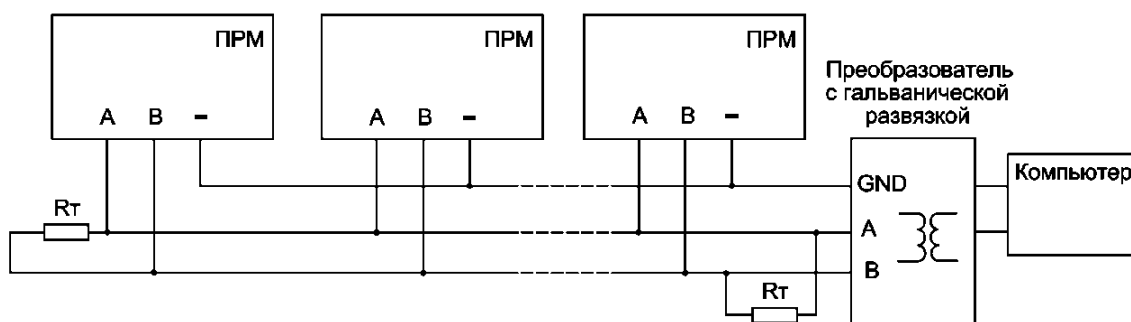 ПРМ
ПРМ
ПРМ
A B –
A B –
A B –
Преобразователь
с гальванической
развязкой
GND
Компьютер
Rт
A
B
Rт